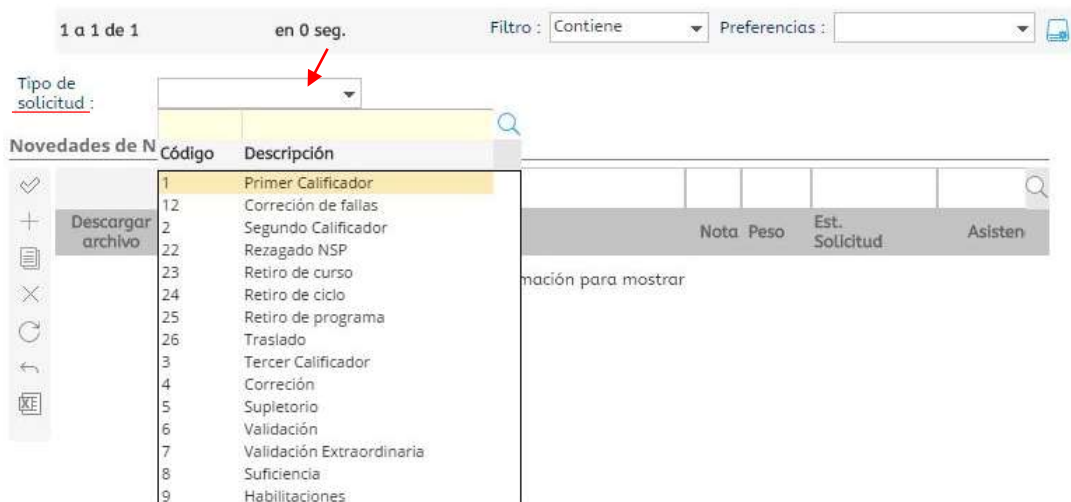 1 a 1 de 1 en 0 seg. Filtro : Contiene Preferencias :
Tipo de
solicitud :
Novedades de N
Código Descripción
1 Primer Calificador
12 Correción de fallas
2 Segundo Calificador
22 Rezagado NSP
23 Retiro de curso
24 Retiro de ciclo
25 Retiro de programa
26 Traslado
3 Tercer Calificador
4 Correción
5 Supletorio
6 Validación
7 Validación Extraordinaria
8 Suficiencia
9 Habilitaciones
Descargar
archivo
Nota Peso Est.
Solicitud Asisten
mación para mostrar